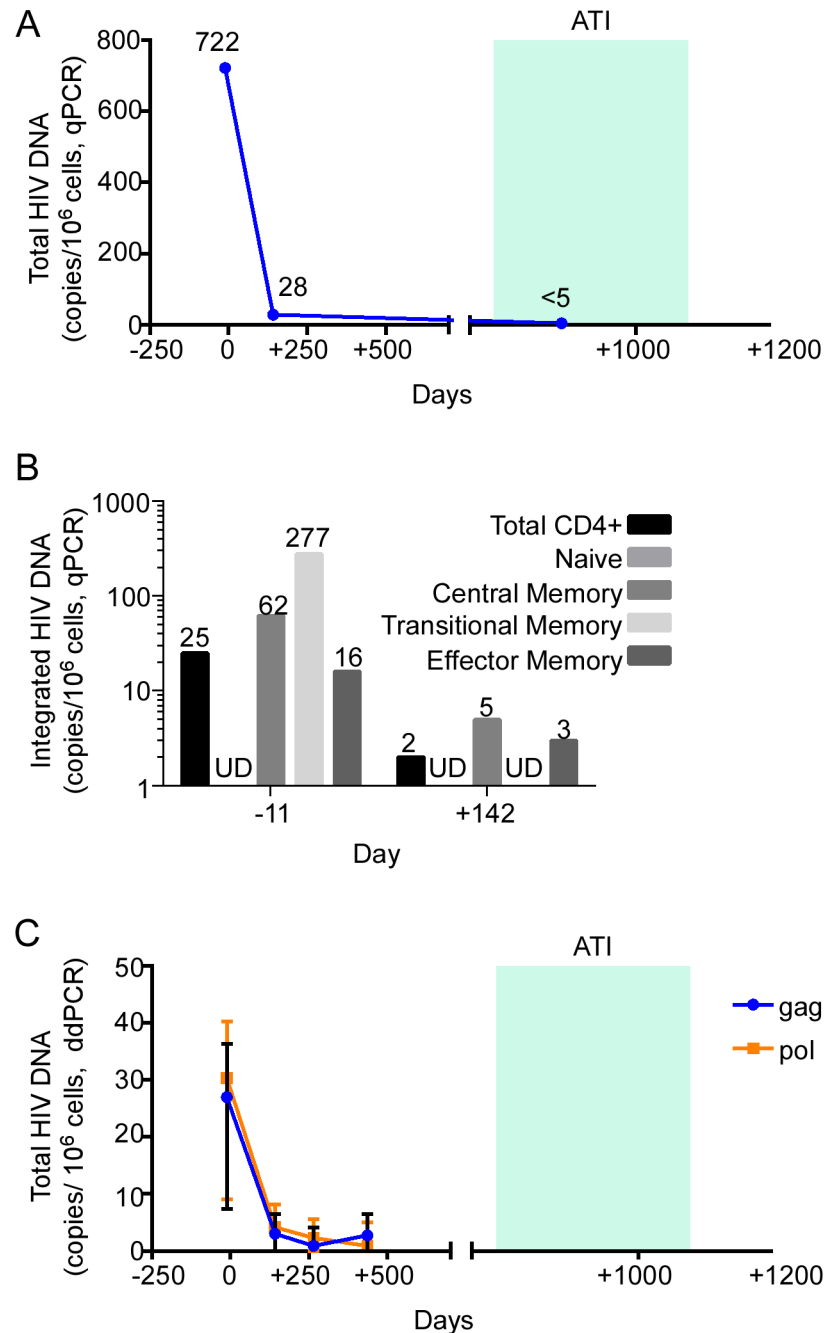 A
ATI
Total HIV DNA
(copies/10⁶ cells, qPCR)
800
600
400
200
0
722
28
<5
-250 0 +250 +500 +1000 +1200
Days
B
Integrated HIV DNA
(copies/10⁶ cells, qPCR)
1000
100
10
1
Total CD4+
Naive
Central Memory
Transitional Memory
Effector Memory
25 UD 62 277 16
2 UD 5 UD 3
-11 +142
Day
C
ATI
Total HIV DNA
(copies/ 10⁶ cells, ddPCR)
50
40
30
20
10
0
gag
pol
-250 0 +250 +500 +1000 +1200
Days